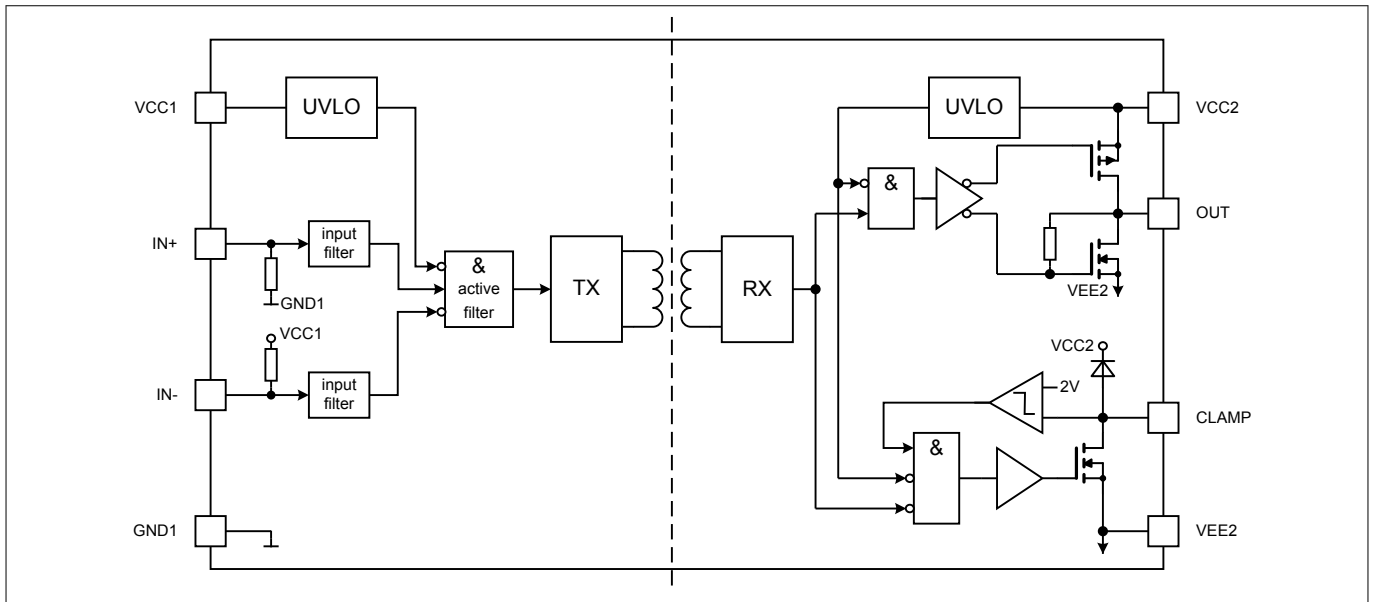 VCC1
UVLO
IN+
input
filter
GND1
VCC1
IN-
input
filter
GND1
&
active
filter
TX
RX
UVLO
VCC2
&
OUT
VEE2
VCC2
2V
CLAMP
&
VEE2